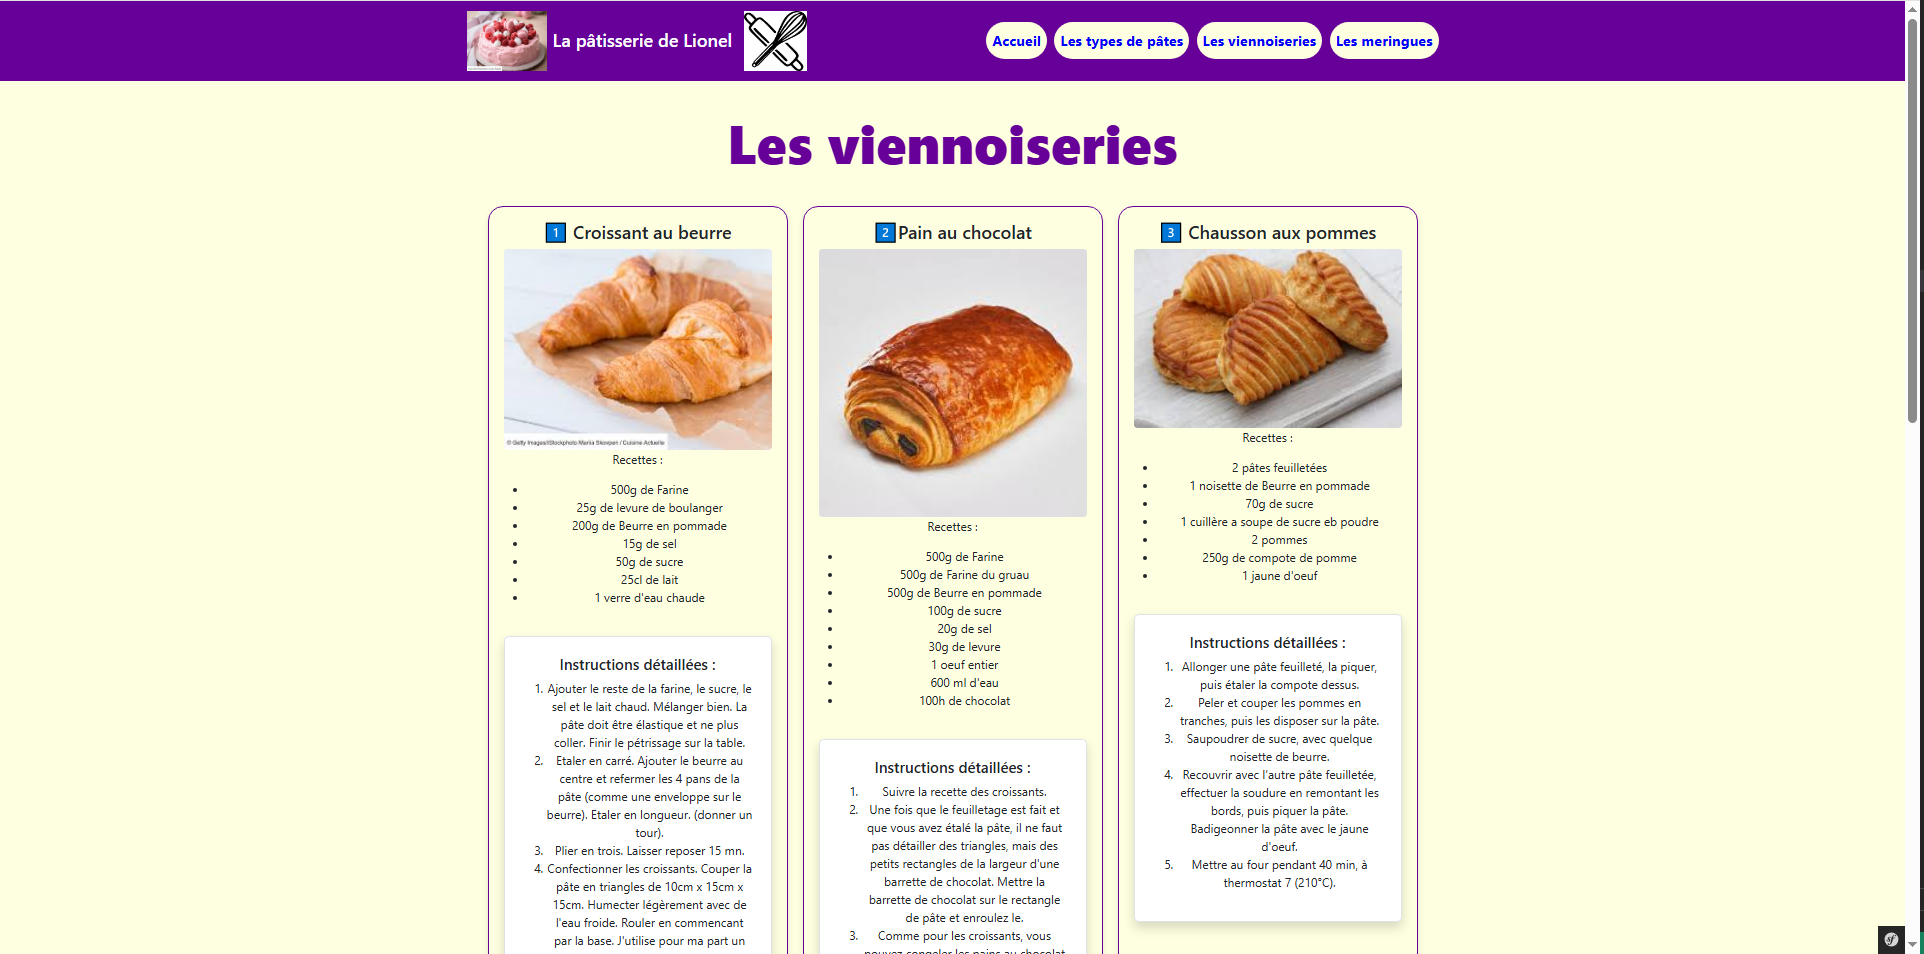 La pâtisserie de Lionel
Accueil
Les types de pâtes
Les viennoiseries
Les meringues
Les viennoiseries
1 Croissant au beurre
© Getty Images/iStockphoto Mariia Skovpen / Cuisine Actuelle
Recettes :
500g de Farine
25g de levure de boulanger
200g de Beurre en pommade
15g de sel
50g de sucre
25cl de lait
1 verre d'eau chaude
Instructions détaillées :
1. Ajouter le reste de la farine, le sucre, le
sel et le lait chaud. Mélanger bien. La
pâte doit être élastique et ne plus
coller. Finir le pétrissage sur la table.
2. Etaler en carré. Ajouter le beurre au
centre et refermer les 4 pans de la
pâte (comme une enveloppe sur le
beurre). Etaler en longueur. (donner un
tour).
3. Plier en trois. Laisser reposer 15 mn.
4. Confectionner les croissants. Couper la
pâte en triangles de 10cm x 15cm x
15cm. Humecter légèrement avec de
l'eau froide. Rouler en commencant
par la base. J'utilise pour ma part un
2 Pain au chocolat
Recettes :
500g de Farine
500g de Farine du gruau
500g de Beurre en pommade
100g de sucre
20g de sel
30g de levure
1 oeuf entier
600 ml d'eau
100h de chocolat
Instructions détaillées :
1. Suivre la recette des croissants.
2. Une fois que le feuilletage est fait et
que vous avez étalé la pâte, il ne faut
pas détailler des triangles, mais des
petits rectangles de la largeur d'une
barrette de chocolat. Mettre la
barrette de chocolat sur le rectangle
de pâte et enroulez le.
3. Comme pour les croissants, vous
pouvez congeler les pains au chocolat
3 Chausson aux pommes
Recettes :
2 pâtes feuilletées
1 noisette de Beurre en pommade
70g de sucre
1 cuillère a soupe de sucre eb poudre
2 pommes
250g de compote de pomme
1 jaune d'oeuf
Instructions détaillées :
1. Allonger une pâte feuilleté, la piquer,
puis étaler la compote dessus.
2. Peler et couper les pommes en
tranches, puis les disposer sur la pâte.
3. Saupoudrer de sucre, avec quelque
noisette de beurre.
4. Recouvrir avec l'autre pâte feuilletée,
effectuer la soudure en remontant les
bords, puis piquer la pâte.
Badigeonner la pâte avec le jaune
d'oeuf.
5. Mettre au four pendant 40 min, à
thermostat 7 (210°C).